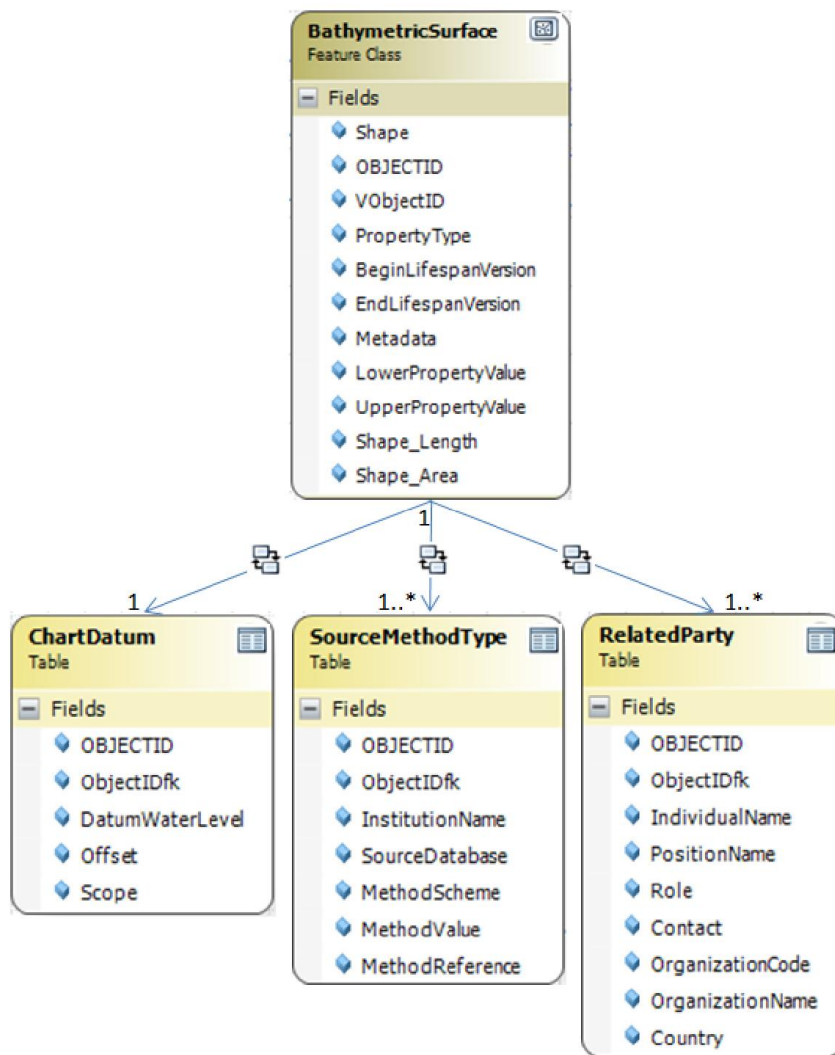 BathymetricSurface
Feature Class
Fields
Shape
OBJECTID
VObjectID
PropertyType
BeginLifespanVersion
EndLifespanVersion
Metadata
LowerPropertyValue
UpperPropertyValue
Shape_Length
Shape_Area
1
1
1..*
1..*
ChartDatum
Table
Fields
OBJECTID
ObjectIDfk
DatumWaterLevel
Offset
Scope
SourceMethodType
Table
Fields
OBJECTID
ObjectIDfk
InstitutionName
SourceDatabase
MethodScheme
MethodValue
MethodReference
RelatedParty
Table
Fields
OBJECTID
ObjectIDfk
IndividualName
PositionName
Role
Contact
OrganizationCode
OrganizationName
Country